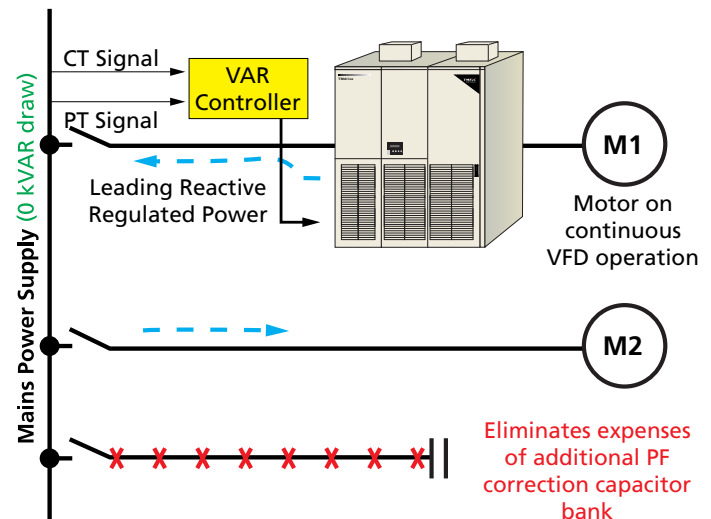 CT Signal
PT Signal
VAR
Controller
Leading Reactive
Regulated Power
M1
Motor on
continuous
VFD operation
Mains Power Supply (0 kVAR draw)
M2
Eliminates expenses
of additional PF
correction capacitor
bank